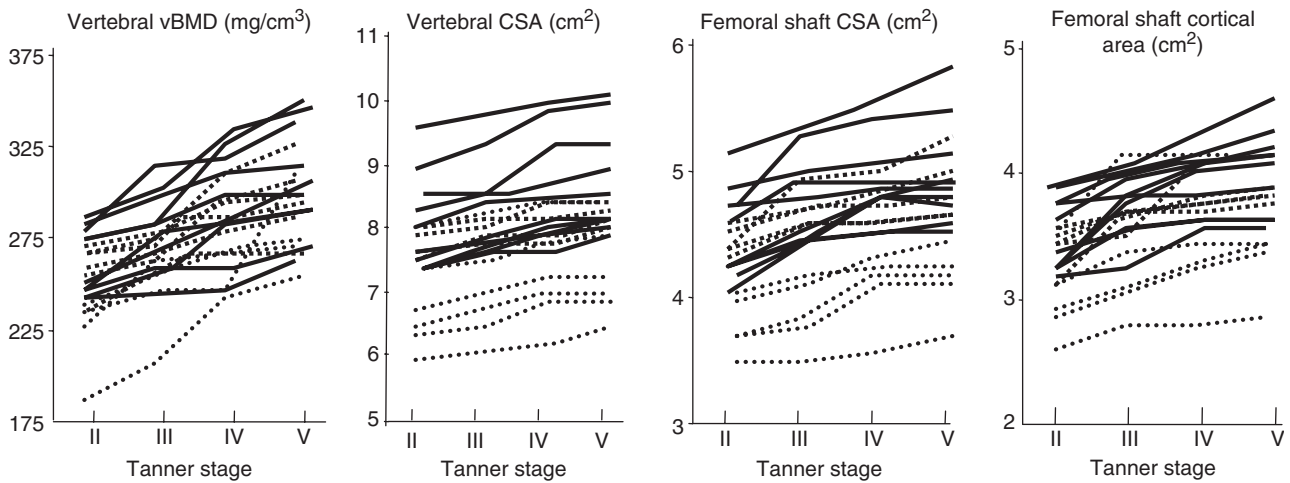 Vertebral vBMD (mg/cm³)
375
325
275
225
175
II III IV V
Tanner stage
Vertebral CSA (cm²)
11
10
9
8
7
6
5
II III IV V
Tanner stage
Femoral shaft CSA (cm²)
6
5
4
3
II III IV V
Tanner stage
Femoral shaft cortical
area (cm²)
5
4
3
2
II III IV V
Tanner stage